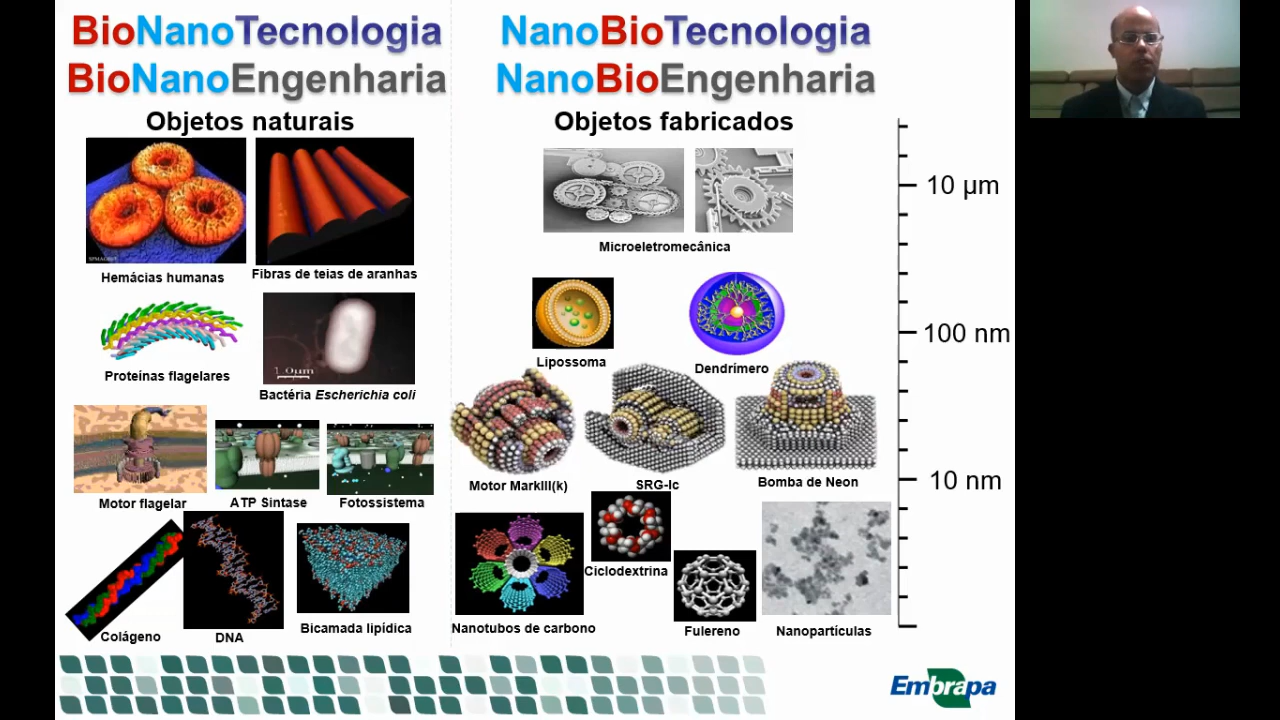 BioNanoTecnologia
BioNanoEngenharia
Objetos naturais
Hemácias humanas
Fibras de teias de aranhas
Proteínas flagelares
1.0µm
Bactéria Escherichia coli
Motor flagelar
ATP Sintase
Fotossistema
Colágeno
DNA
Bicamada lipídica
NanoBioTecnologia
NanoBioEngenharia
Objetos fabricados
Microeletromecânica
Lipossoma
Dendrímero
Motor MarkIII(k)
SRG-Ic
Bomba de Neon
Ciclodextrina
Nanotubos de carbono
Fulereno
Nanopartículas
10 µm
100 nm
10 nm
Embrapa